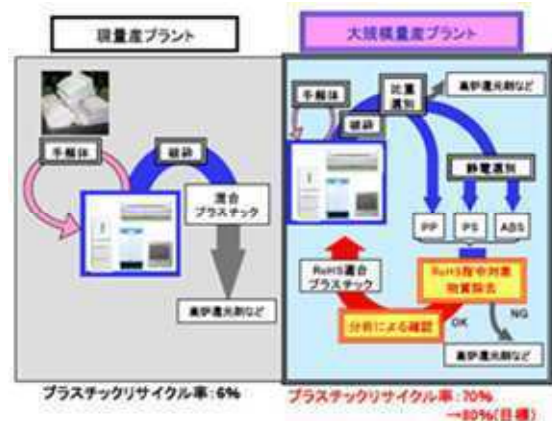 現量産プラント
手解体
破砕
混合
プラスチック
高炉還元剤など
プラスチックリサイクル率:6%
大規模量産プラント
手解体
破砕
比重
選別
高炉還元剤など
静電選別
PP
PS
ABS
RoHS指令対象
物質除去
RoHS適合
プラスチック
分析による確認
OK
NG
高炉還元剤など
プラスチックリサイクル率:70%
→80%(目標)